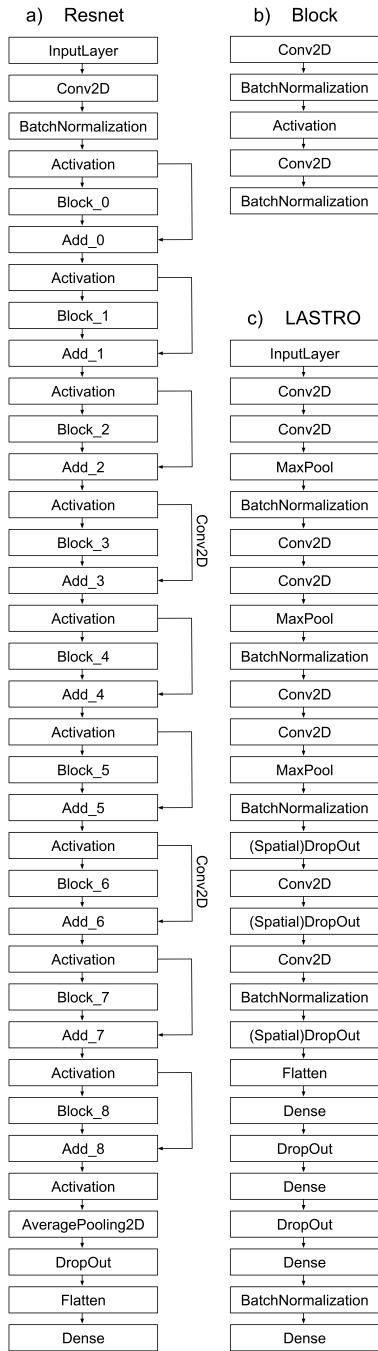 a) Resnet
InputLayer
Conv2D
BatchNormalization
Activation
Block_0
Add_0
Activation
Block_1
Add_1
Activation
Block_2
Add_2
Activation
Conv2D
Block_3
Add_3
Activation
Block_4
Add_4
Activation
Block_5
Add_5
Activation
Conv2D
Block_6
Add_6
Activation
Block_7
Add_7
Activation
Block_8
Add_8
Activation
AveragePooling2D
DropOut
Flatten
Dense
b) Block
Conv2D
BatchNormalization
Activation
Conv2D
BatchNormalization
c) LASTRO
InputLayer
Conv2D
Conv2D
MaxPool
BatchNormalization
Conv2D
Conv2D
MaxPool
BatchNormalization
Conv2D
Conv2D
MaxPool
BatchNormalization
(Spatial)DropOut
Conv2D
(Spatial)DropOut
Conv2D
BatchNormalization
(Spatial)DropOut
Flatten
Dense
DropOut
Dense
DropOut
Dense
BatchNormalization
Dense